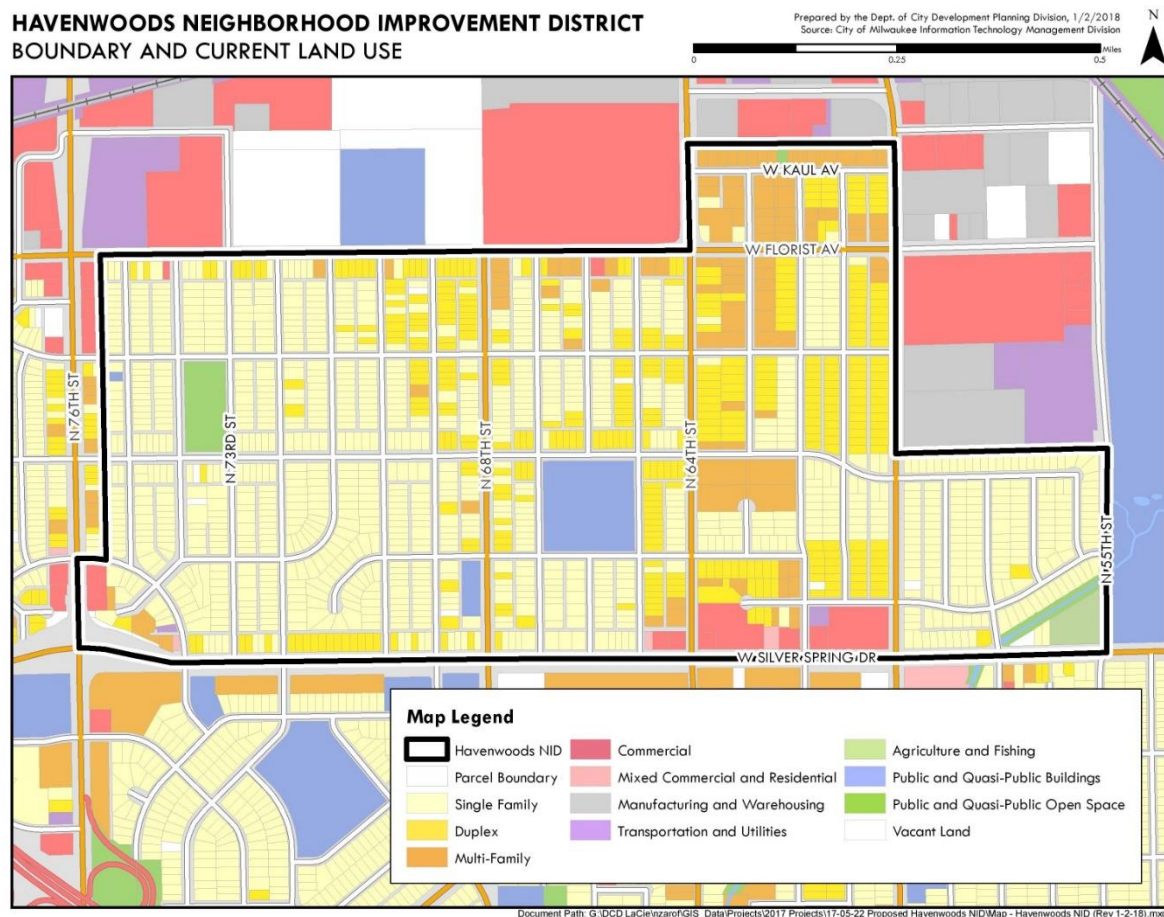 HAVENWOODS NEIGHBORHOOD IMPROVEMENT DISTRICT
BOUNDARY AND CURRENT LAND USE
Prepared by the Dept. of City Development Planning Division, 1/2/2018
Source: City of Milwaukee Information Technology Management Division
N
Miles
0
0.25
0.5
W KAUL AV
W FLORIST AV
N 76TH ST
N 73RD ST
N 68TH ST
N 64TH ST
N 55TH ST
W SILVER SPRING DR
Map Legend
Havenwoods NID
Parcel Boundary
Single Family
Duplex
Multi-Family
Commercial
Mixed Commercial and Residential
Manufacturing and Warehousing
Transportation and Utilities
Agriculture and Fishing
Public and Quasi-Public Buildings
Public and Quasi-Public Open Space
Vacant Land
Document Path: G:\DCD LaCie\nzarof\GIS_Data\Projects\2017 Projects\17-05-22 Proposed Havenwoods NID\Map - Havenwoods NID (Rev 1-2-18).mxd